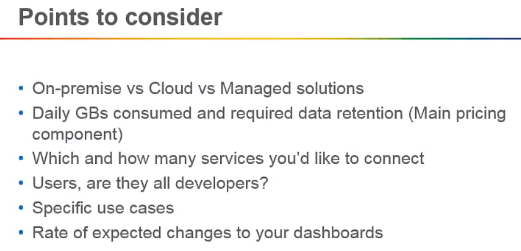 Points to consider
• On-premise vs Cloud vs Managed solutions
• Daily GBs consumed and required data retention (Main pricing
component)
• Which and how many services you'd like to connect
• Users, are they all developers?
• Specific use cases
• Rate of expected changes to your dashboards